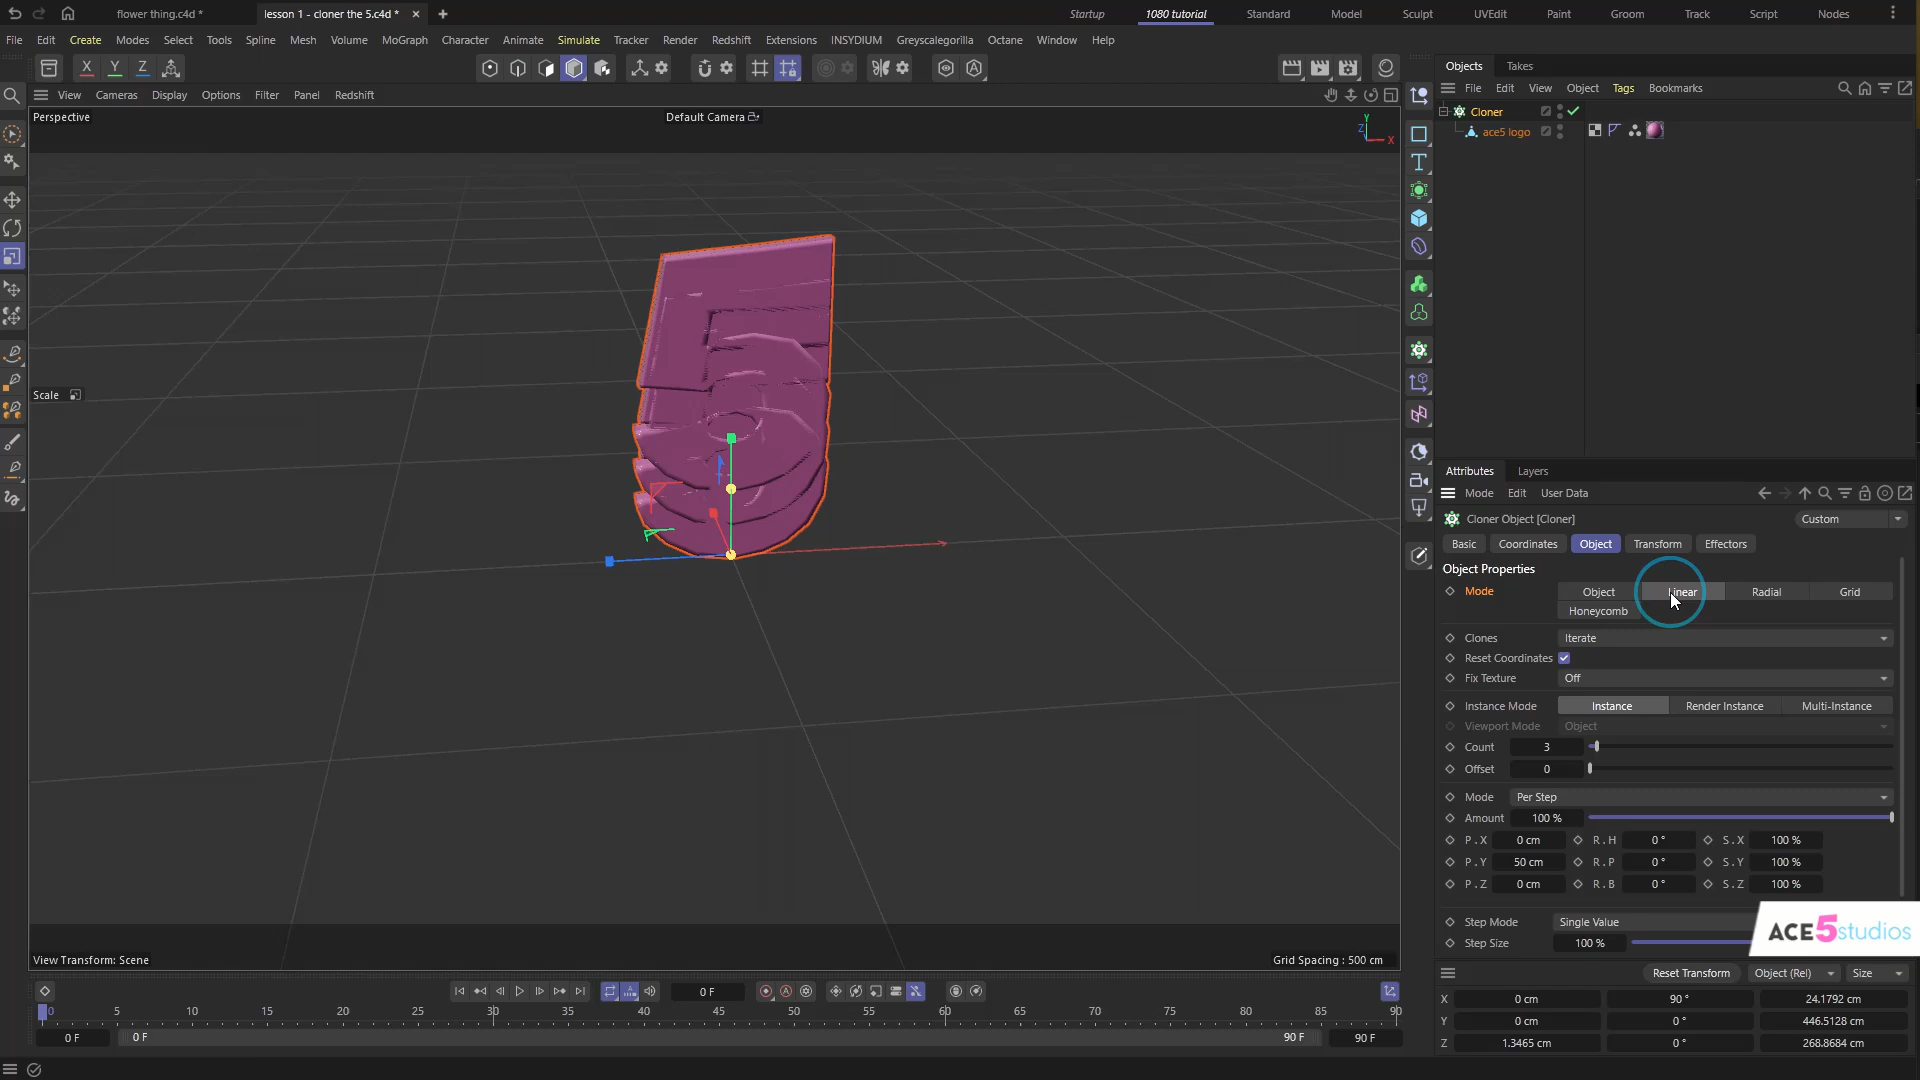 flower thing.c4d *
lesson 1 - cloner the 5.c4d *
Startup 1080 tutorial Standard Model Sculpt UVEdit Paint Groom Track Script Nodes
File Edit Create Modes Select Tools Spline Mesh Volume MoGraph Character Animate Simulate Tracker Render Redshift Extensions INSYDIUM Greyscalegorilla Octane Window Help
X Y Z
View Cameras Display Options Filter Panel Redshift
Perspective
Default Camera
Y
Z
X
Scale
View Transform: Scene
Grid Spacing : 500 cm
Objects Takes
File Edit View Object Tags Bookmarks
Cloner
ace5 logo
Attributes Layers
Mode Edit User Data
Cloner Object [Cloner]
Custom
Basic Coordinates Object Transform Effectors
Object Properties
Mode Object Linear Radial Grid
Honeycomb
Clones Iterate
Reset Coordinates
Fix Texture Off
Instance Mode Instance Render Instance Multi-Instance
Viewport Mode Object
Count 3
Offset 0
Mode Per Step
Amount 100 %
P . X 0 cm R . H 0 ° S . X 100 %
P . Y 50 cm R . P 0 ° S . Y 100 %
P . Z 0 cm R . B 0 ° S . Z 100 %
Step Mode Single Value
Step Size 100 %
ACE5studios
Reset Transform Object (Rel) Size
X 0 cm 90 ° 24.1792 cm
Y 0 cm 0 ° 446.5128 cm
Z 1.3465 cm 0 ° 268.8684 cm
0 F
0 5 10 15 20 25 30 35 40 45 50 55 60 65 70 75 80 85 90
0 F 0 F 90 F 90 F